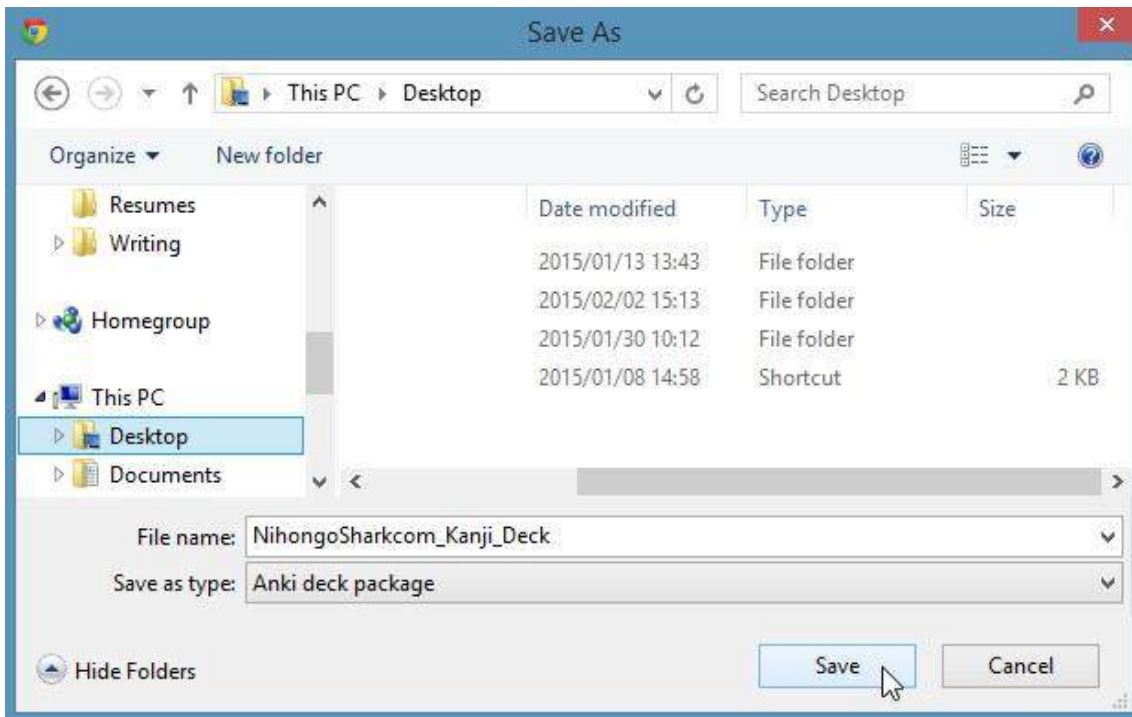 Save As
This PC Desktop
Search Desktop
Organize New folder
Resumes
Writing
Homegroup
This PC
Desktop
Documents
Date modified Type Size
2015/01/13 13:43 File folder
2015/02/02 15:13 File folder
2015/01/30 10:12 File folder
2015/01/08 14:58 Shortcut 2 KB
File name: NihongoSharkcom_Kanji_Deck
Save as type: Anki deck package
Hide Folders Save Cancel